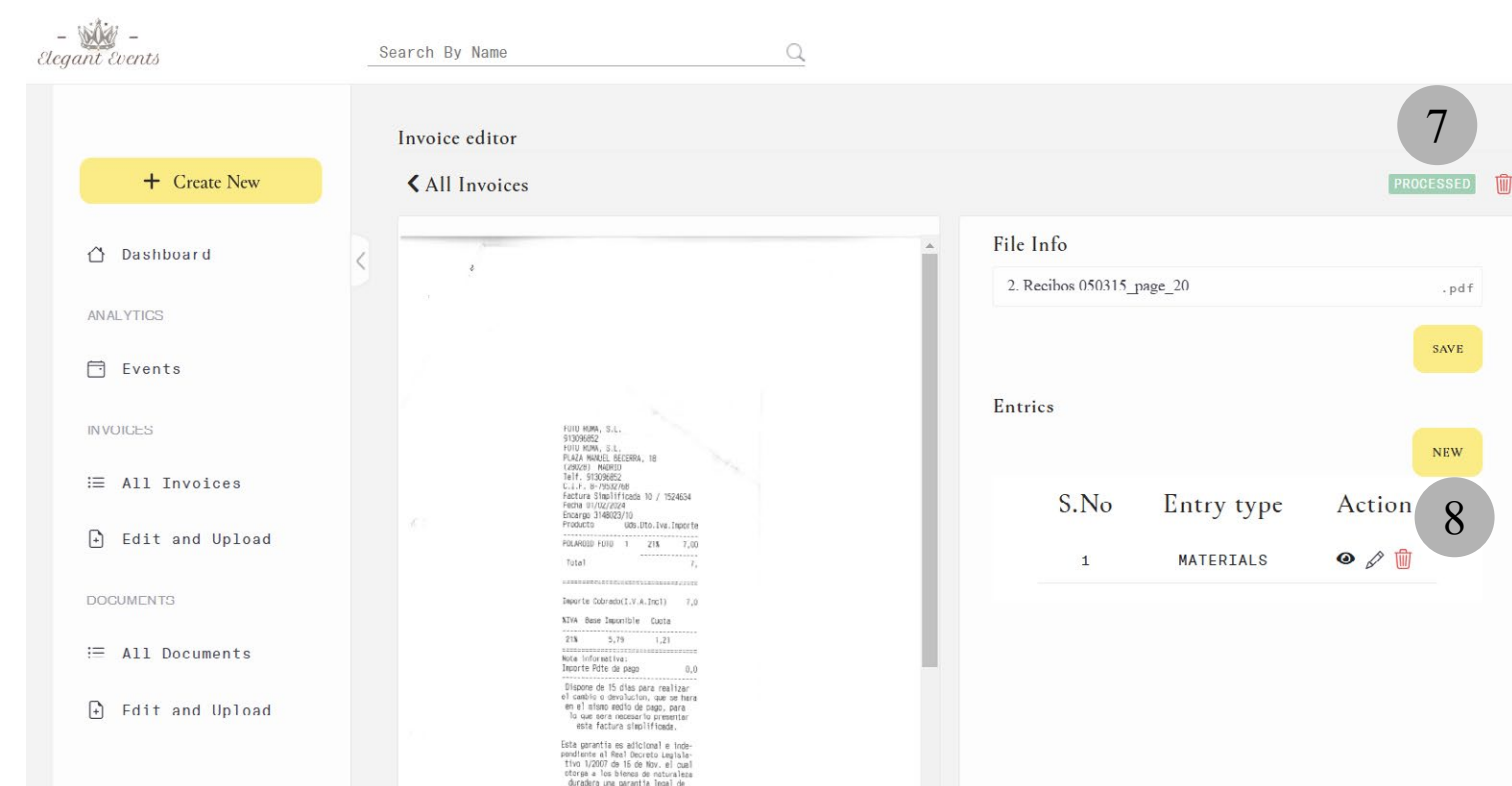 Elegant Events
Search By Name
7
Invoice editor
+ Create New
All Invoices
PROCESSED
Dashboard
ANALYTICS
Events
INVOICES
All Invoices
Edit and Upload
DOCUMENTS
All Documents
Edit and Upload
FOTO ROMA, S.L.
913096852
FOTO ROMA, S.L.
PLAZA MANUEL BECERRA, 18
(28028) MADRID
Telf. 913096852
C.I.F. B-79532768
Factura Simplificada 10 / 1524634
Fecha 01/02/2024
Encargo 3148023/10
Producto Uds.Dto.Iva.Importe
POLAROID FOTO 1 21% 7,00
Total 7,
Importe Cobrado(I.V.A.Incl) 7,0
%IVA Base Imponible Cuota
21% 5,79 1,21
Nota Informativa:
Importe Pdte de pago 0,0
Dispone de 15 días para realizar
el cambio o devolucion, que se hara
en el mismo medio de pago, para
lo que sera necesario presentar
esta factura simplificada.
Esta garantia es adicional e inde-
pendiente al Real Decreto Legisla-
tivo 1/2007 de 16 de Nov. el cual
otorga a los bienes de naturaleza
duradera una garantia legal de
File Info
2. Recibos 050315_page_20 .pdf
SAVE
Entries
NEW
S.No Entry type Action
8
1 MATERIALS